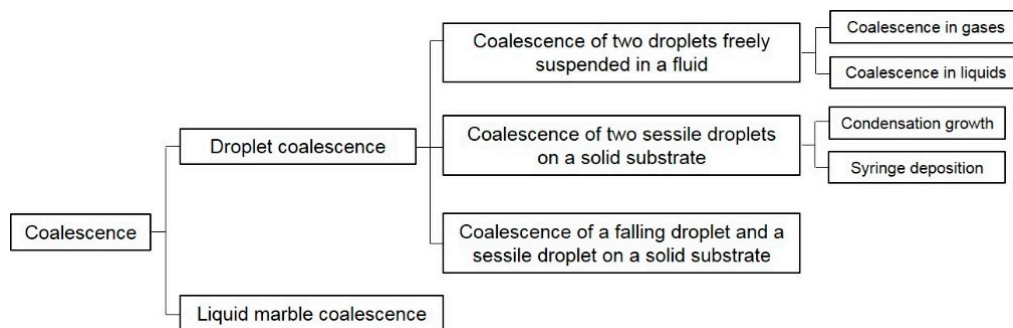 Coalescence
Droplet coalescence
Liquid marble coalescence
Coalescence of two droplets freely
suspended in a fluid
Coalescence of two sessile droplets
on a solid substrate
Coalescence of a falling droplet and a
sessile droplet on a solid substrate
Coalescence in gases
Coalescence in liquids
Condensation growth
Syringe deposition